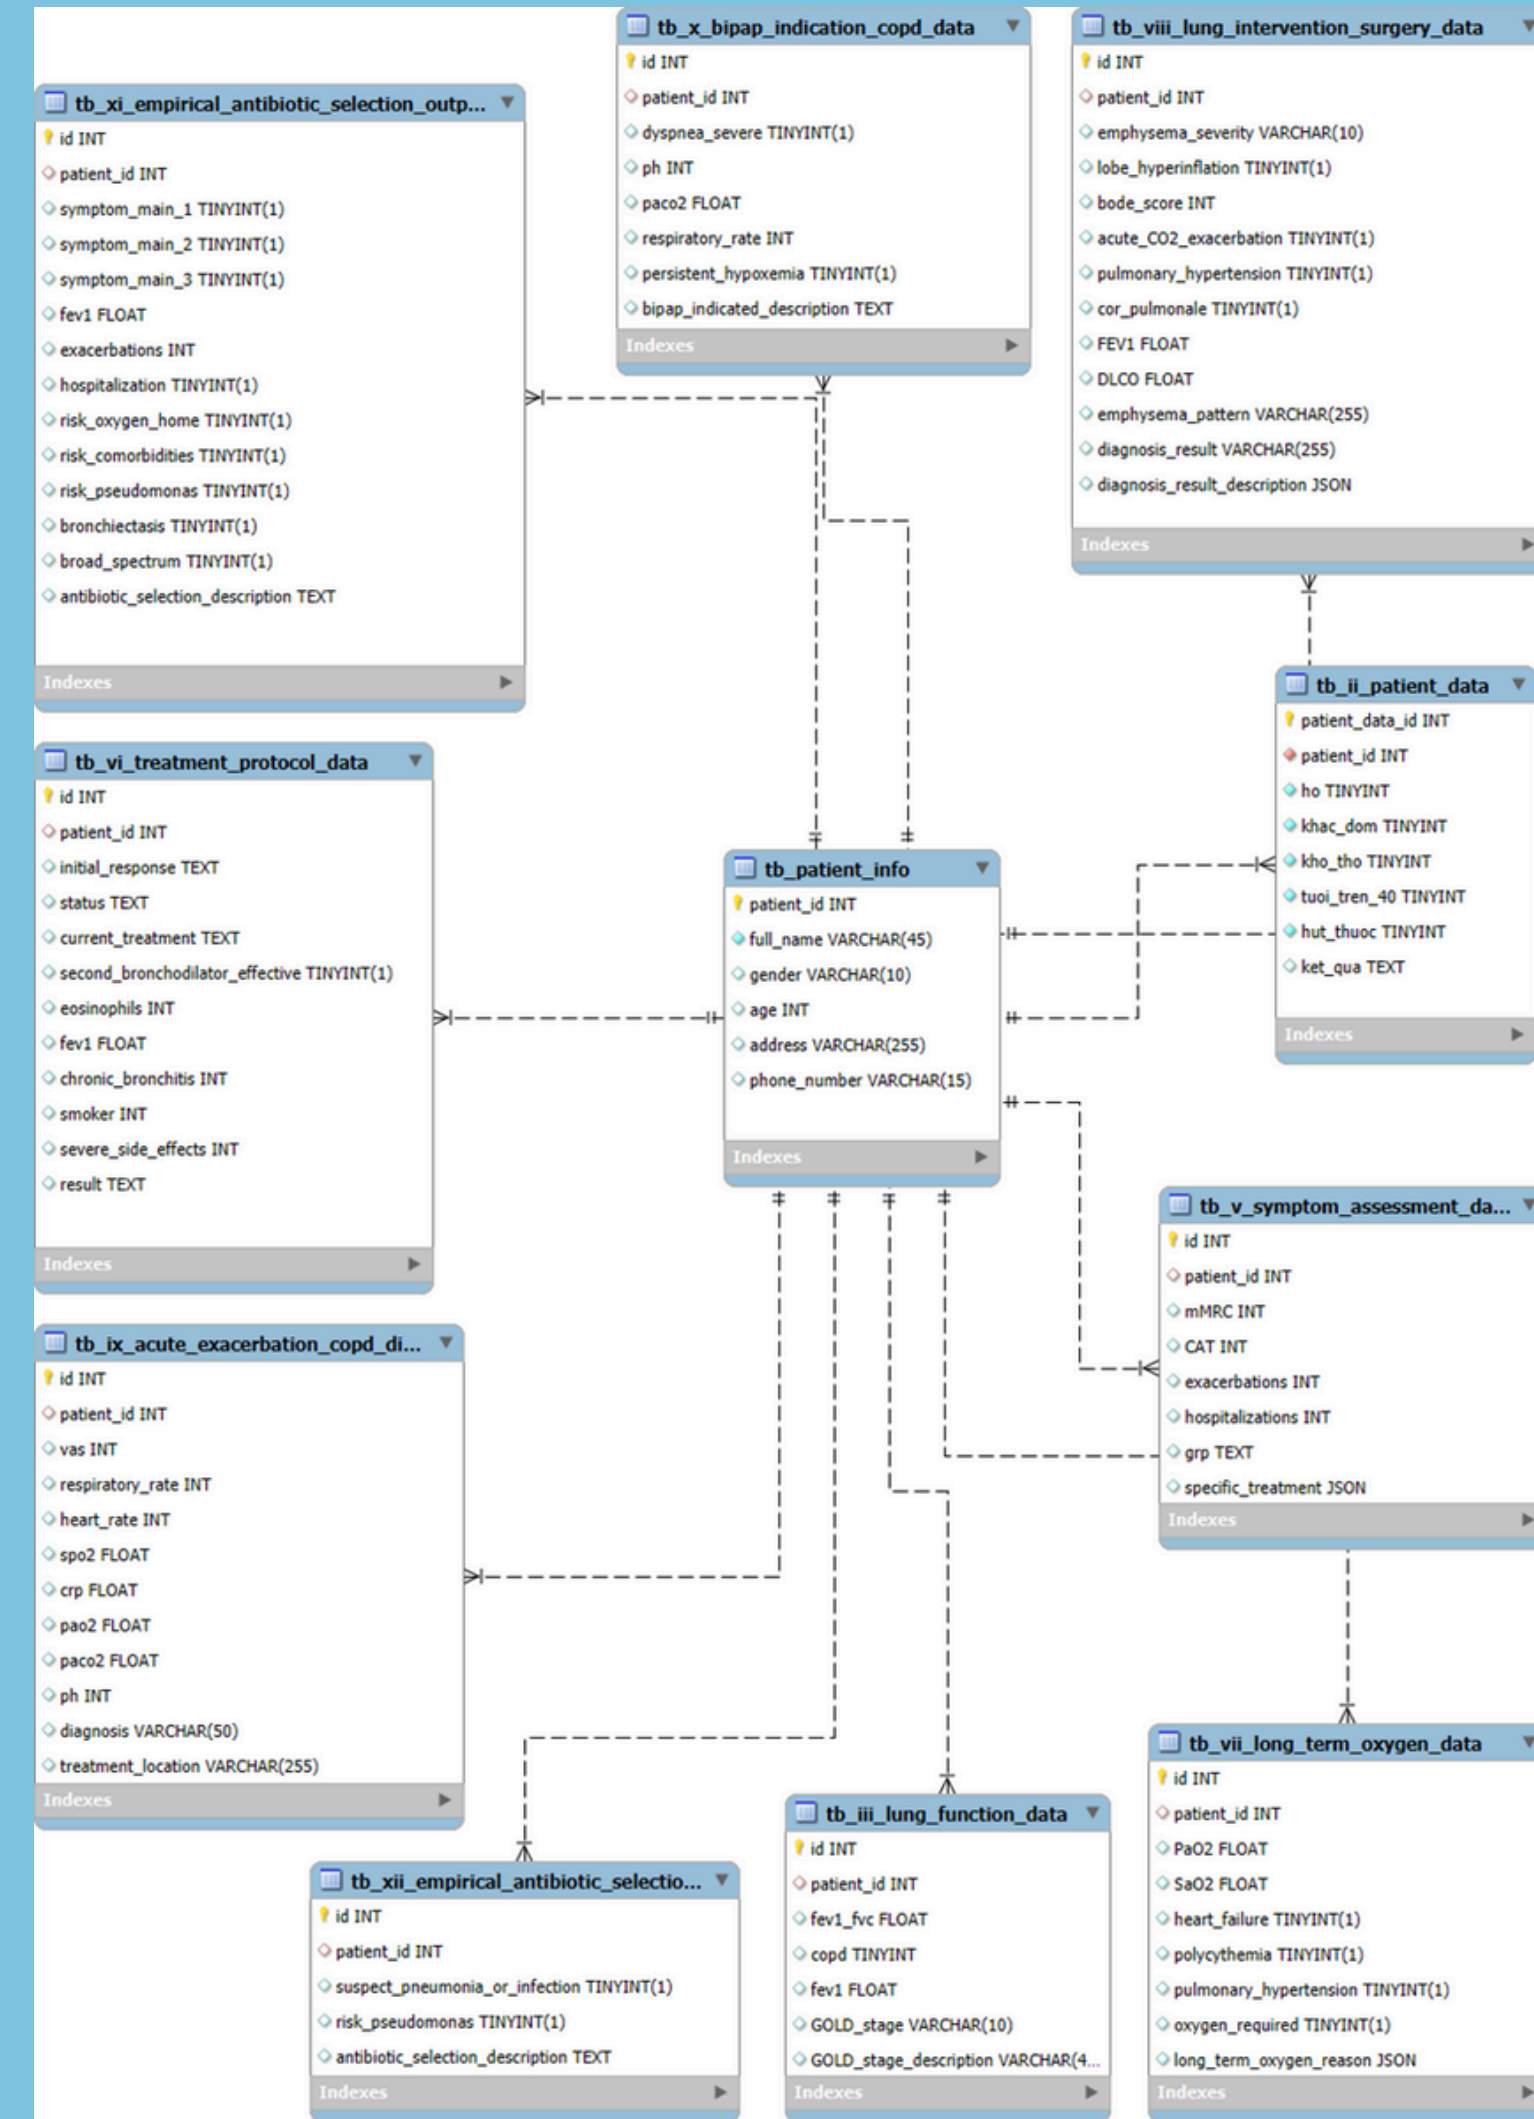 tb_x_bipap_indication_copd_data
id INT
patient_id INT
dyspnea_severe TINYINT(1)
ph INT
paco2 FLOAT
respiratory_rate INT
persistent_hypoxemia TINYINT(1)
bipap_indicated_description TEXT
Indexes
tb_viii_lung_intervention_surgery_data
id INT
patient_id INT
emphysema_severity VARCHAR(10)
lobe_hyperinflation TINYINT(1)
bode_score INT
acute_CO2_exacerbation TINYINT(1)
pulmonary_hypertension TINYINT(1)
cor_pulmonale TINYINT(1)
FEV1 FLOAT
DLCO FLOAT
emphysema_pattern VARCHAR(255)
diagnosis_result VARCHAR(255)
diagnosis_result_description JSON
Indexes
tb_xi_empirical_antibiotic_selection_outp...
id INT
patient_id INT
symptom_main_1 TINYINT(1)
symptom_main_2 TINYINT(1)
symptom_main_3 TINYINT(1)
fev1 FLOAT
exacerbations INT
hospitalization TINYINT(1)
risk_oxygen_home TINYINT(1)
risk_comorbidities TINYINT(1)
risk_pseudomonas TINYINT(1)
bronchiectasis TINYINT(1)
broad_spectrum TINYINT(1)
antibiotic_selection_description TEXT
Indexes
tb_ii_patient_data
patient_data_id INT
patient_id INT
ho TINYINT
khac_dom TINYINT
kho_tho TINYINT
tuoi_tren_40 TINYINT
hut_thuoc TINYINT
ket_qua TEXT
Indexes
tb_vi_treatment_protocol_data
id INT
patient_id INT
initial_response TEXT
status TEXT
current_treatment TEXT
second_bronchodilator_effective TINYINT(1)
eosinophils INT
fev1 FLOAT
chronic_bronchitis INT
smoker INT
severe_side_effects INT
result TEXT
Indexes
tb_patient_info
patient_id INT
full_name VARCHAR(45)
gender VARCHAR(10)
age INT
address VARCHAR(255)
phone_number VARCHAR(15)
Indexes
tb_v_symptom_assessment_da...
id INT
patient_id INT
mMRC INT
CAT INT
exacerbations INT
hospitalizations INT
grp TEXT
specific_treatment JSON
Indexes
tb_ix_acute_exacerbation_copd_di...
id INT
patient_id INT
vas INT
respiratory_rate INT
heart_rate INT
spo2 FLOAT
crp FLOAT
pao2 FLOAT
paco2 FLOAT
ph INT
diagnosis VARCHAR(50)
treatment_location VARCHAR(255)
Indexes
tb_xii_empirical_antibiotic_selectio...
id INT
patient_id INT
suspect_pneumonia_or_infection TINYINT(1)
risk_pseudomonas TINYINT(1)
antibiotic_selection_description TEXT
Indexes
tb_iii_lung_function_data
id INT
patient_id INT
fev1_fvc FLOAT
copd TINYINT
fev1 FLOAT
GOLD_stage VARCHAR(10)
GOLD_stage_description VARCHAR(4...
Indexes
tb_vii_long_term_oxygen_data
id INT
patient_id INT
PaO2 FLOAT
SaO2 FLOAT
heart_failure TINYINT(1)
polycythemia TINYINT(1)
pulmonary_hypertension TINYINT(1)
oxygen_required TINYINT(1)
long_term_oxygen_reason JSON
Indexes